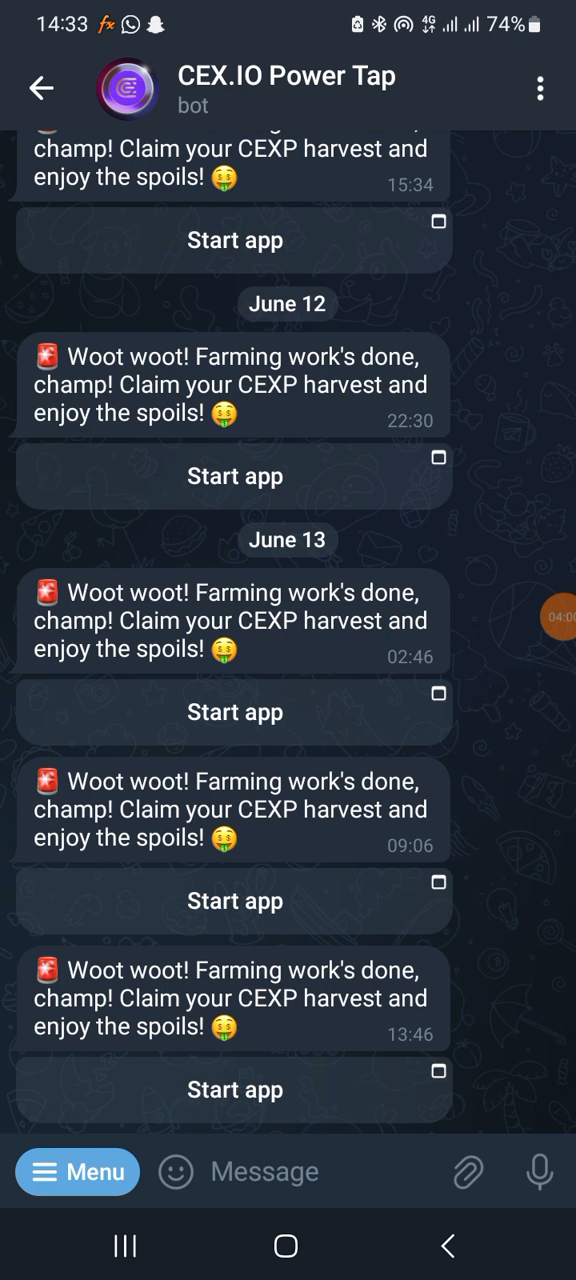 14:33 fx 4G 74%
CEX.IO Power Tap
bot
champ! Claim your CEXP harvest and
enjoy the spoils! 🤑 15:34
Start app
June 12
🚨 Woot woot! Farming work's done,
champ! Claim your CEXP harvest and
enjoy the spoils! 🤑 22:30
Start app
June 13
🚨 Woot woot! Farming work's done,
champ! Claim your CEXP harvest and
enjoy the spoils! 🤑 02:46
Start app
04:00
🚨 Woot woot! Farming work's done,
champ! Claim your CEXP harvest and
enjoy the spoils! 🤑 09:06
Start app
🚨 Woot woot! Farming work's done,
champ! Claim your CEXP harvest and
enjoy the spoils! 🤑 13:46
Start app
Menu Message